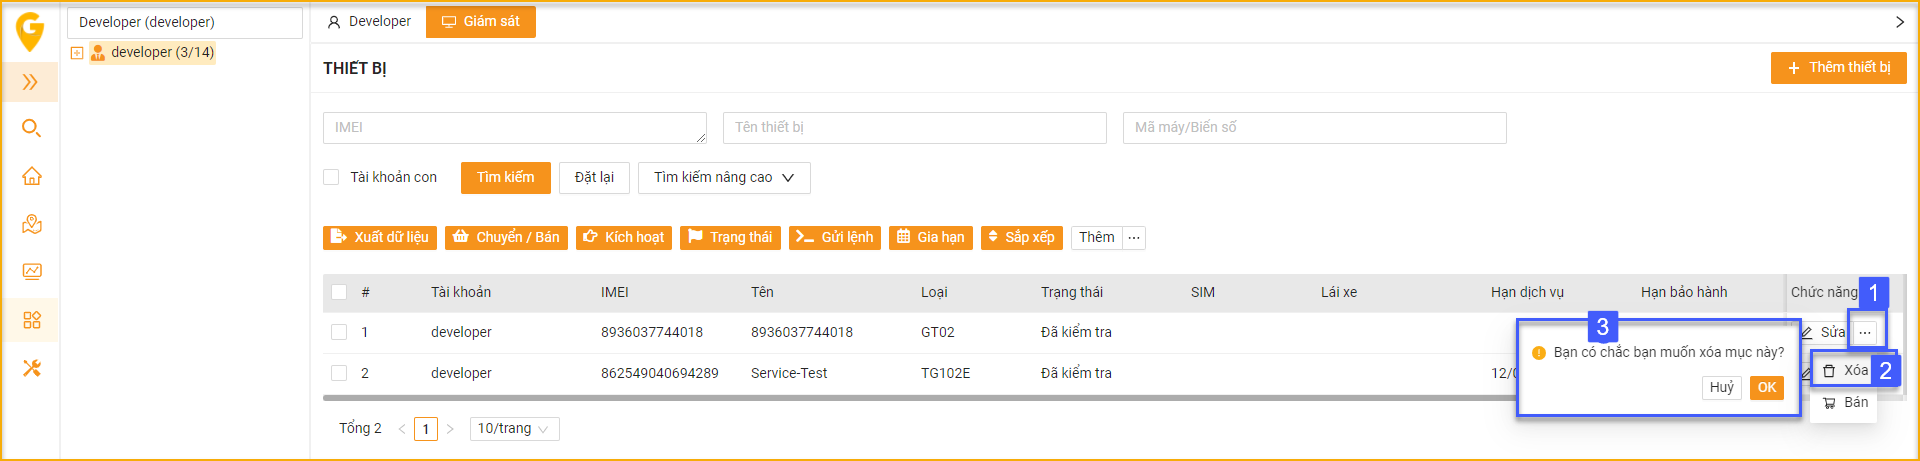 G
Developer (developer)
Developer
Giám sát
developer (3/14)
THIẾT BỊ
Thêm thiết bị
IMEI
Tên thiết bị
Mã máy/Biển số
Tài khoản con
Tìm kiếm
Đặt lại
Tìm kiếm nâng cao
Xuất dữ liệu
Chuyển / Bán
Kích hoạt
Trạng thái
Gửi lệnh
Gia hạn
Sắp xếp
Thêm
# Tài khoản IMEI Tên Loại Trạng thái SIM Lái xe Hạn dịch vụ Hạn bảo hành Chức năng
1
1 developer 8936037744018 8936037744018 GT02 Đã kiểm tra Sửa
3
Bạn có chắc bạn muốn xóa mục này?
2 developer 862549040694289 Service-Test TG102E Đã kiểm tra 12/
Xóa
2
Huỷ
OK
Bán
Tổng 2
1
10/trang